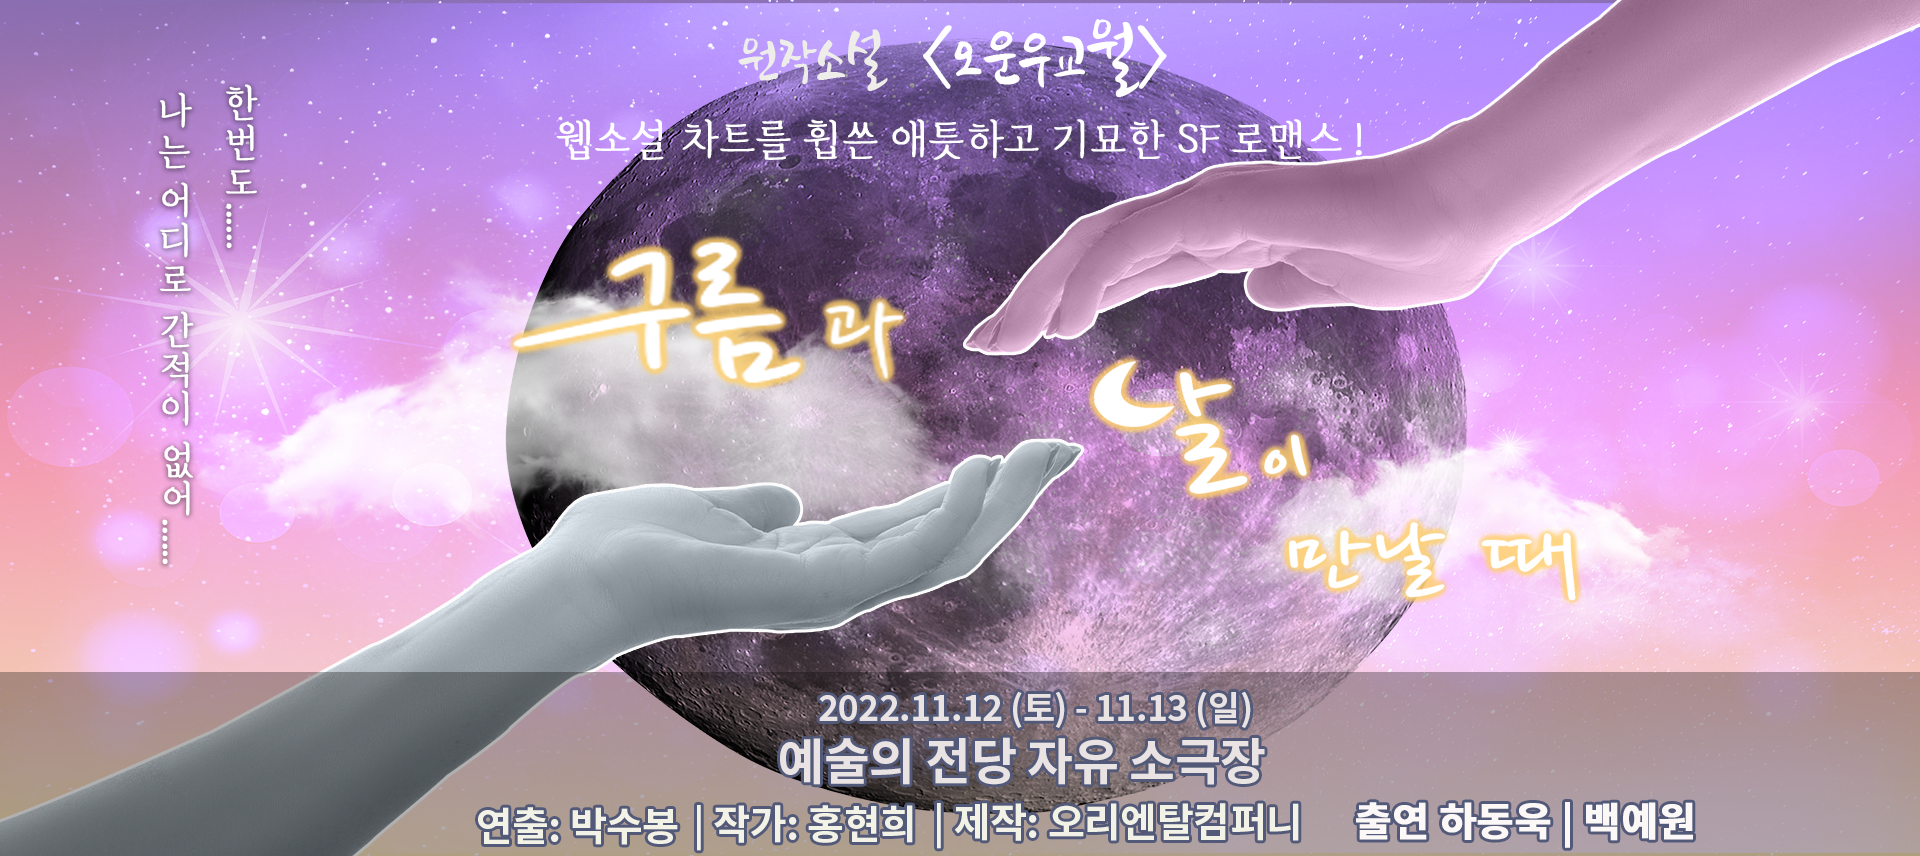 원작소설 〈오운우교월〉
웹소설 차트를 휩쓴 애틋하고 기묘한 SF 로맨스 !
한번도......
나는 어디로 간적이 없어......
구름과
달이
만날 때
2022.11.12 (토) - 11.13 (일)
예술의 전당 자유 소극장
연출: 박수봉 | 작가: 홍현희 | 제작: 오리엔탈컴퍼니 출연 하동욱 | 백예원